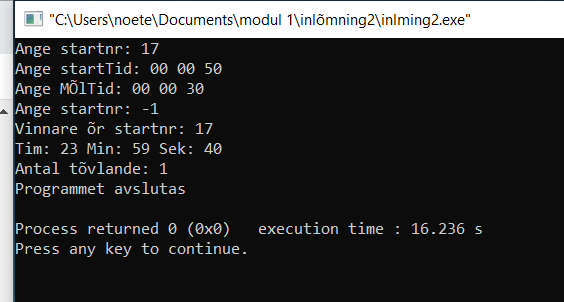 "C:\Users\noete\Documents\modul 1\inlõmning2\inlming2.exe"
Ange startnr: 17
Ange startTid: 00 00 50
Ange MÕlTid: 00 00 30
Ange startnr: -1
Vinnare õr startnr: 17
Tim: 23 Min: 59 Sek: 40
Antal tõvlande: 1
Programmet avslutas
Process returned 0 (0x0)   execution time : 16.236 s
Press any key to continue.